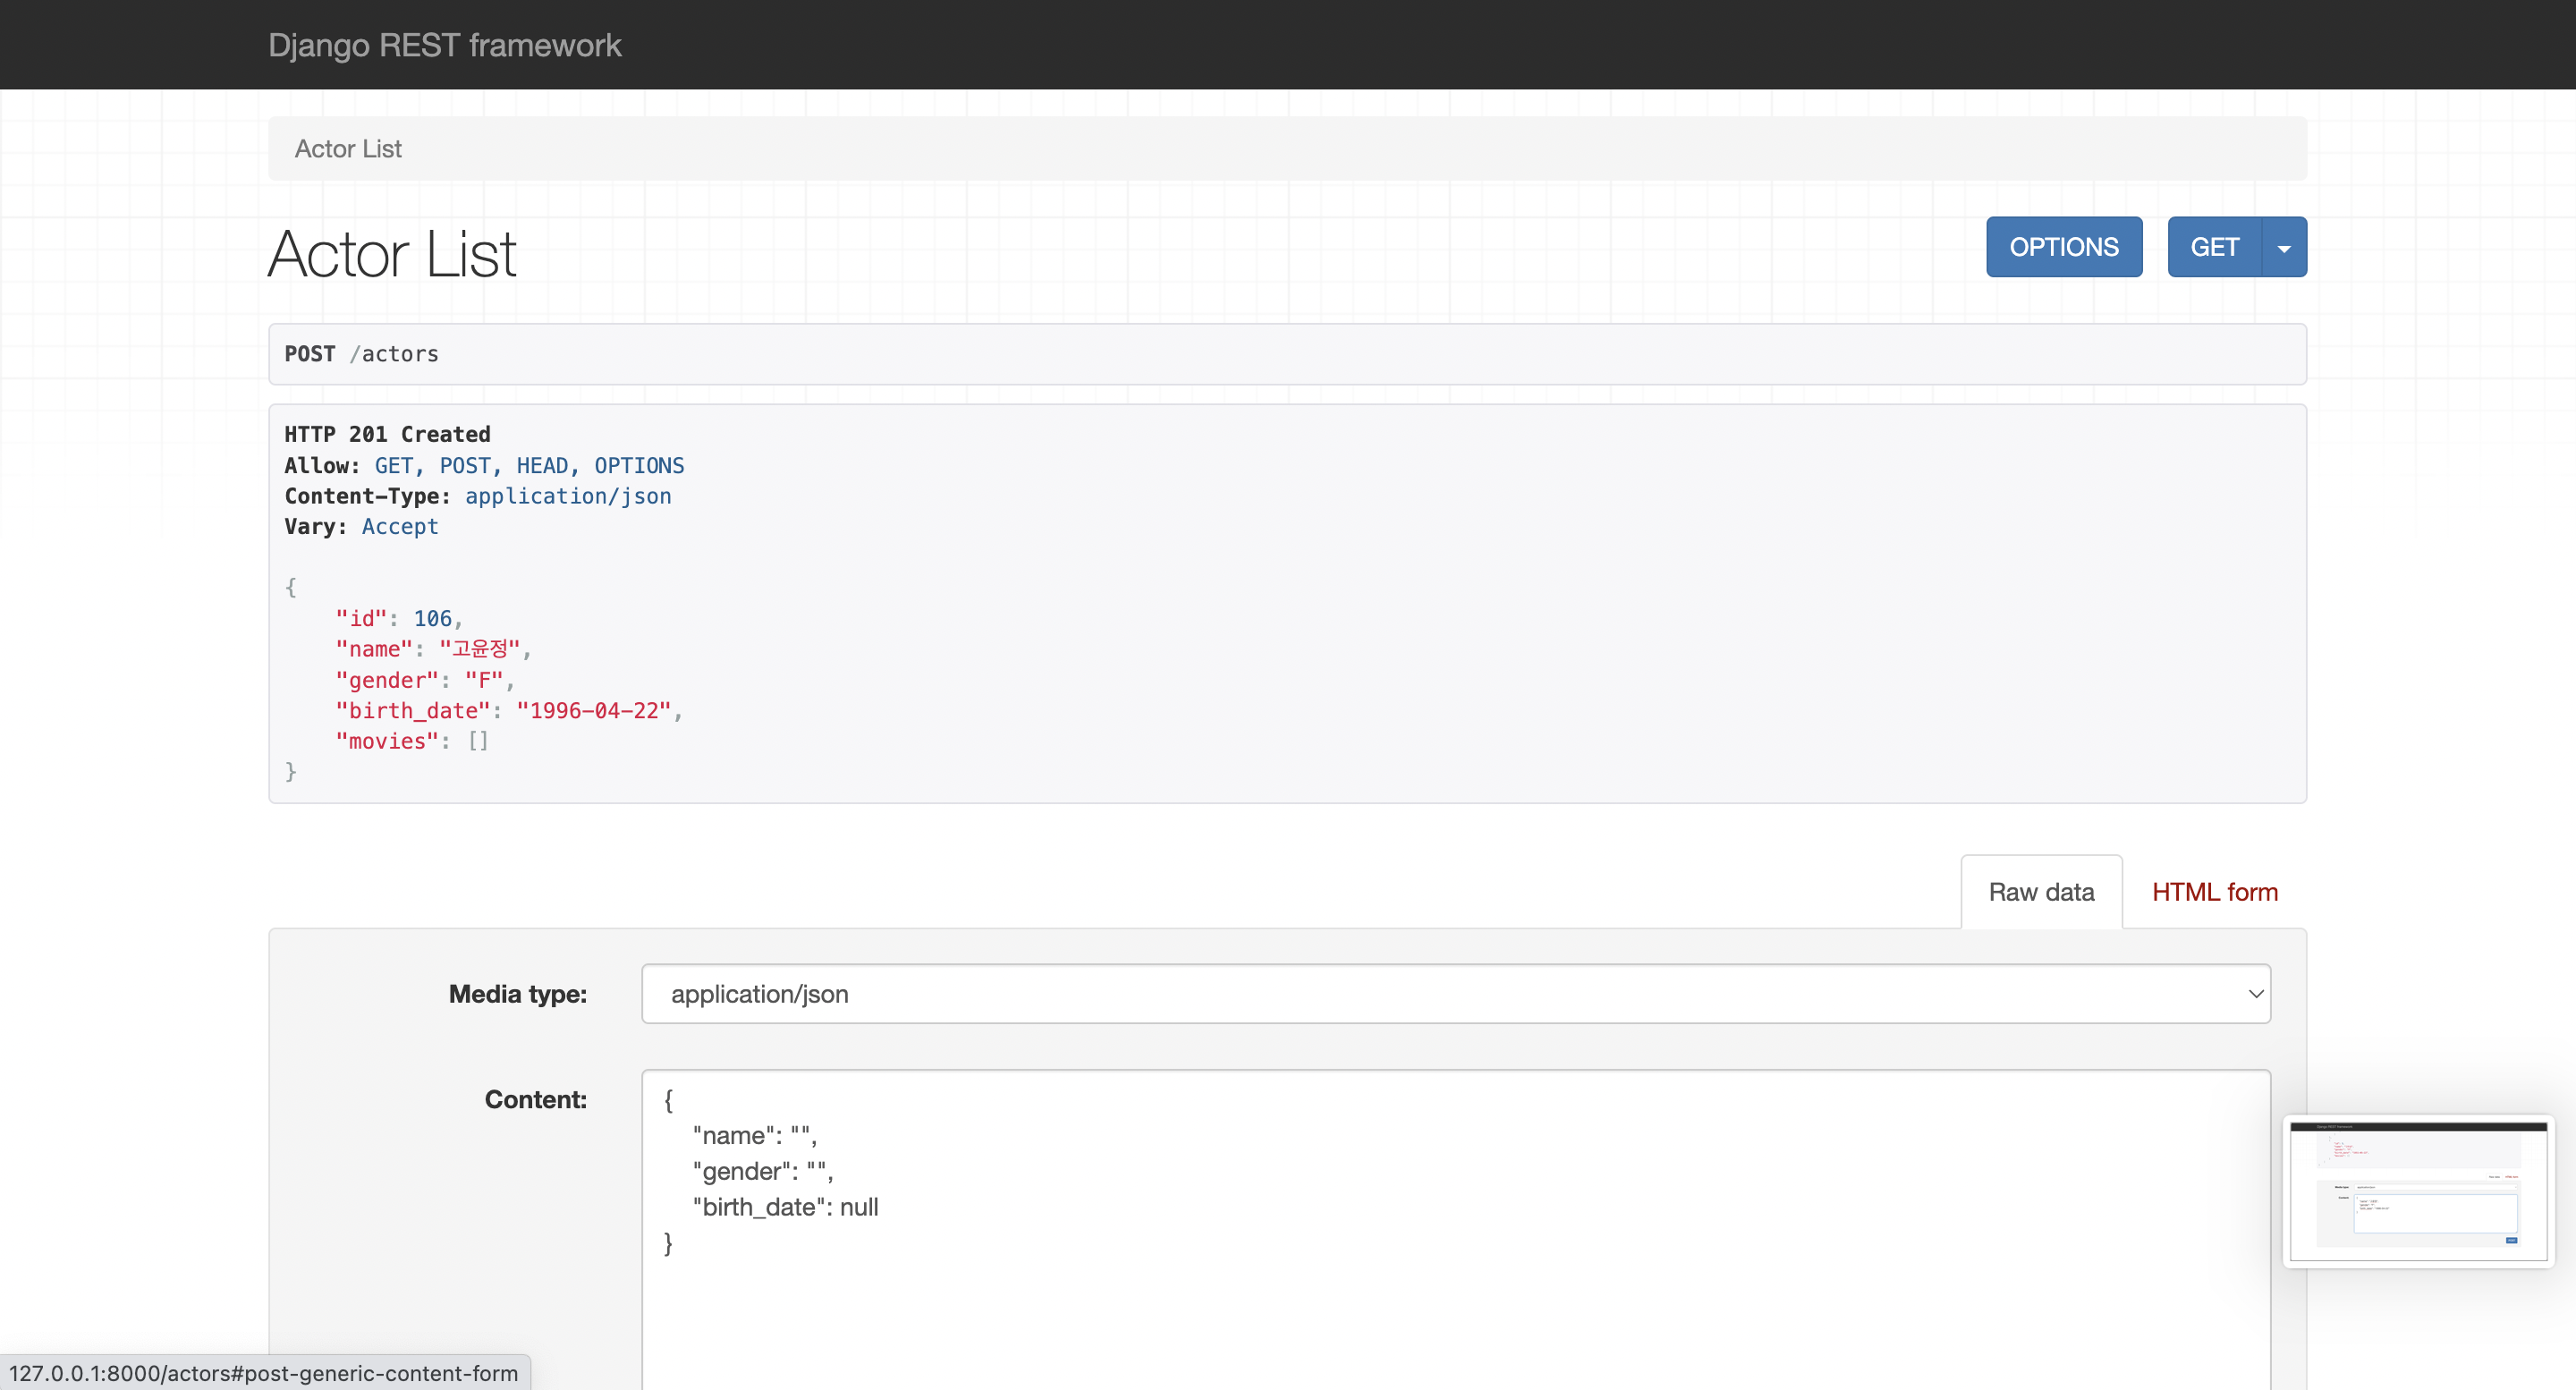 Django REST framework
Actor List
Actor List
OPTIONS GET
POST /actors
HTTP 201 Created
Allow: GET, POST, HEAD, OPTIONS
Content-Type: application/json
Vary: Accept
{
"id": 106,
"name": "고윤정",
"gender": "F",
"birth_date": "1996-04-22",
"movies": []
}
Raw data HTML form
Media type: application/json
Content: {
"name": "",
"gender": "",
"birth_date": null
}
127.0.0.1:8000/actors#post-generic-content-form